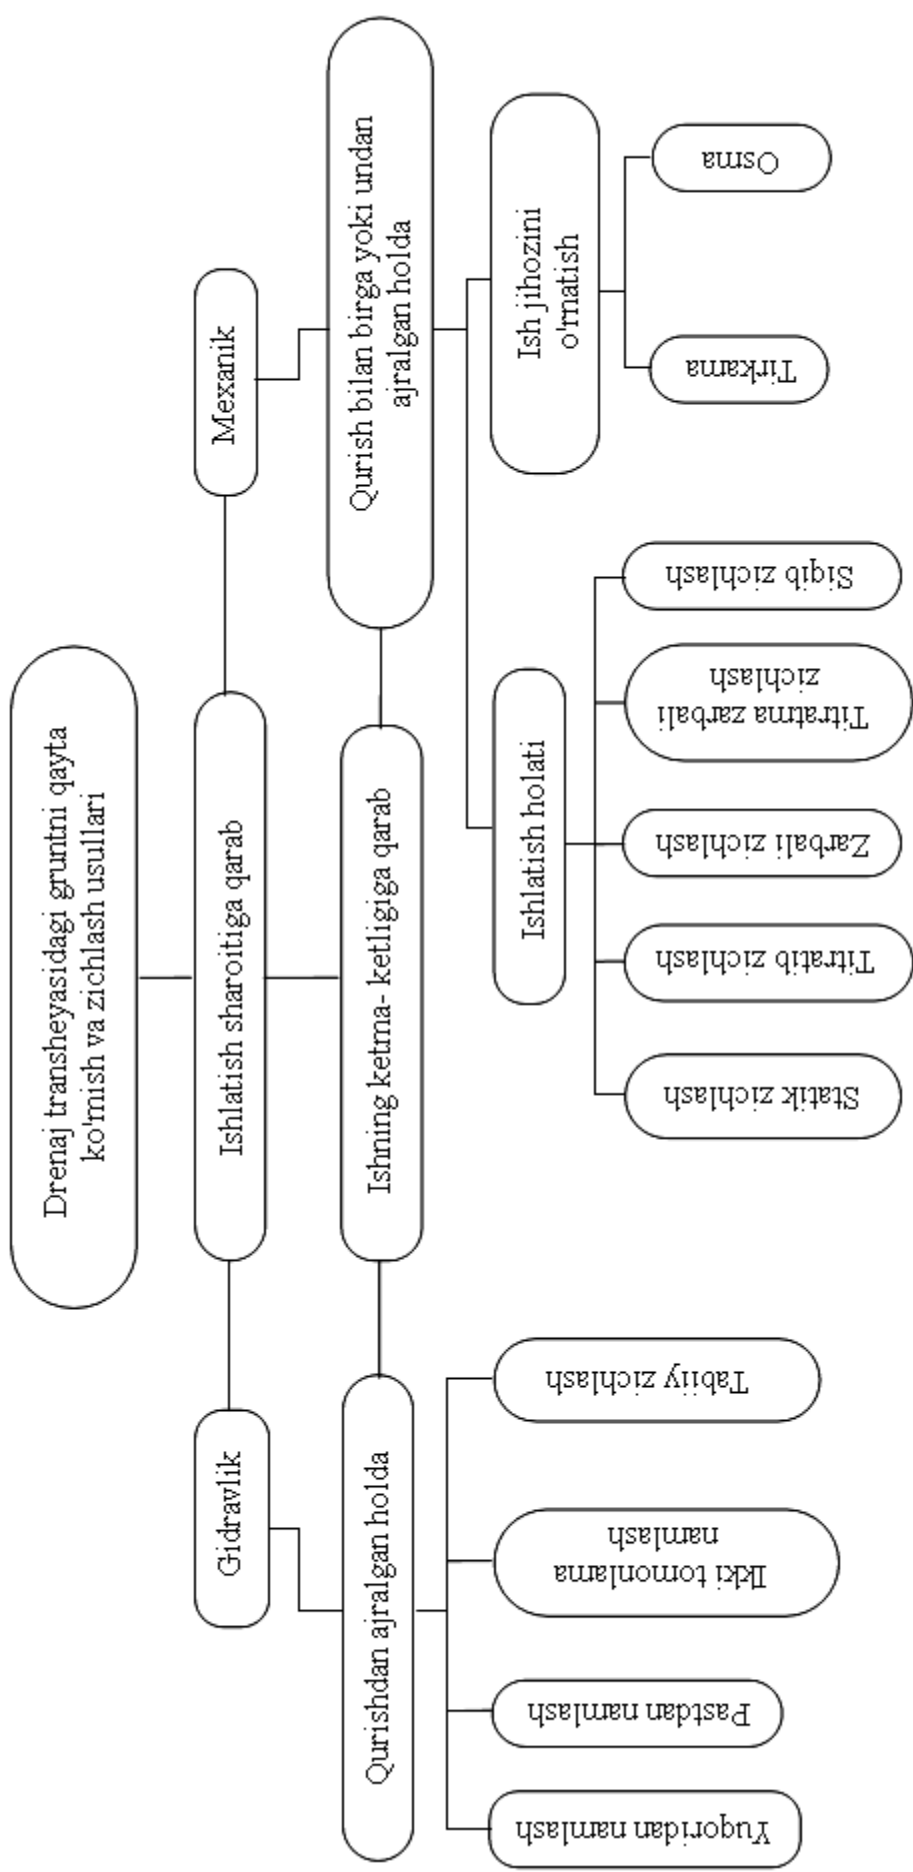 Drenaj transheyasidagi gruntni qayta
ko'mish va zichlash usullari
Gidravlik
Ishlatish sharoitiga qarab
Mexanik
Qurishdan ajralgan holda
Ishning ketma- ketligiga qarab
Qurish bilan birga yoki undan
ajralgan holda
Yuqoridan namlash
Pastdan namlash
Ikki tomonlama
namlash
Tabiiy zichlash
Ishlatish holati
Ish jihozini
o'rnatish
Statik zichlash
Titratib zichlash
Zarbali zichlash
Titratma zarbali
zichlash
Siqib zichlash
Tirkama
Osma